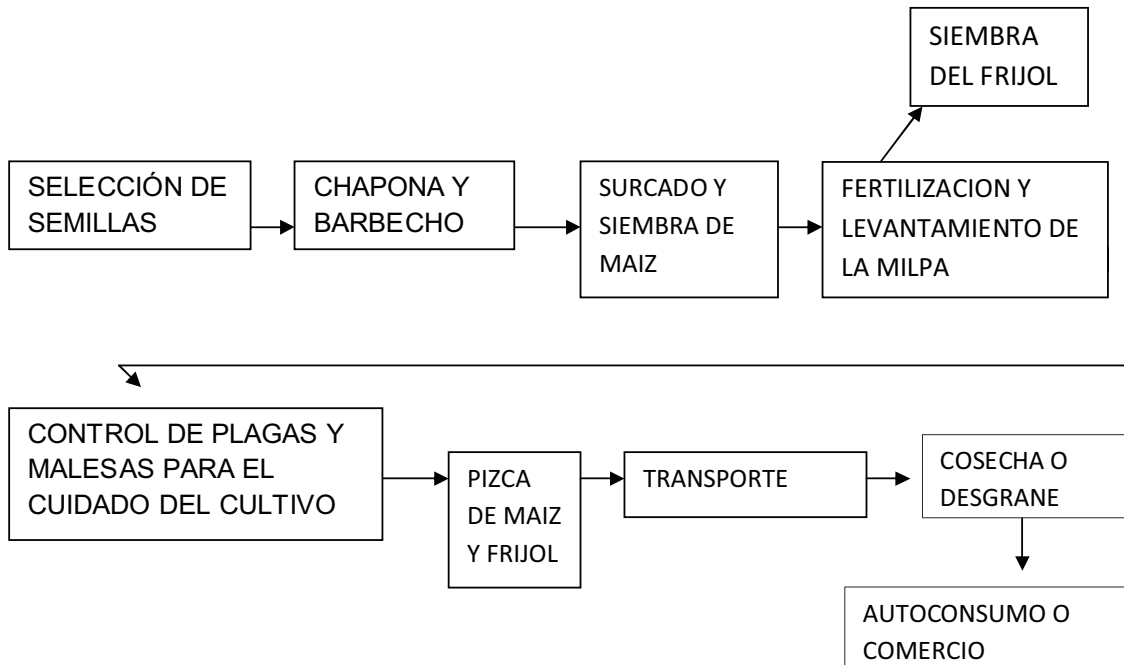 SIEMBRA
DEL FRIJOL
SELECCIÓN DE
SEMILLAS
CHAPONA Y
BARBECHO
SURCADO Y
SIEMBRA DE
MAIZ
FERTILIZACION Y
LEVANTAMIENTO DE
LA MILPA
CONTROL DE PLAGAS Y
MALESAS PARA EL
CUIDADO DEL CULTIVO
PIZCA
DE MAIZ
Y FRIJOL
TRANSPORTE
COSECHA O
DESGRANE
AUTOCONSUMO O
COMERCIO